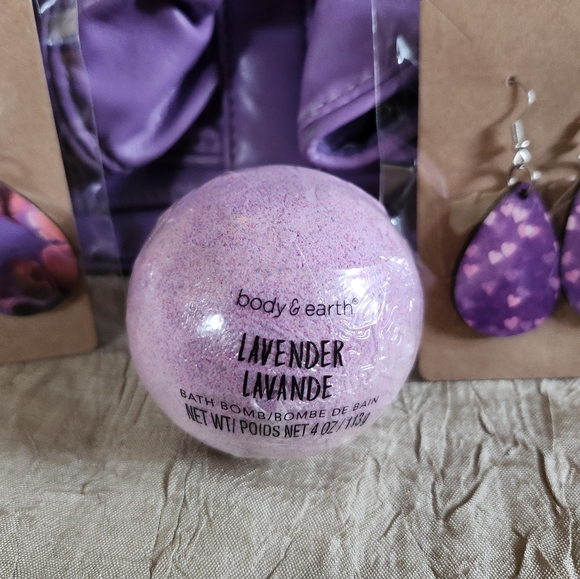 body & earth®
LAVENDER
LAVANDE
BATH BOMB/BOMBE DE BAIN
NET WT/ POIDS NET 4 OZ / 113g